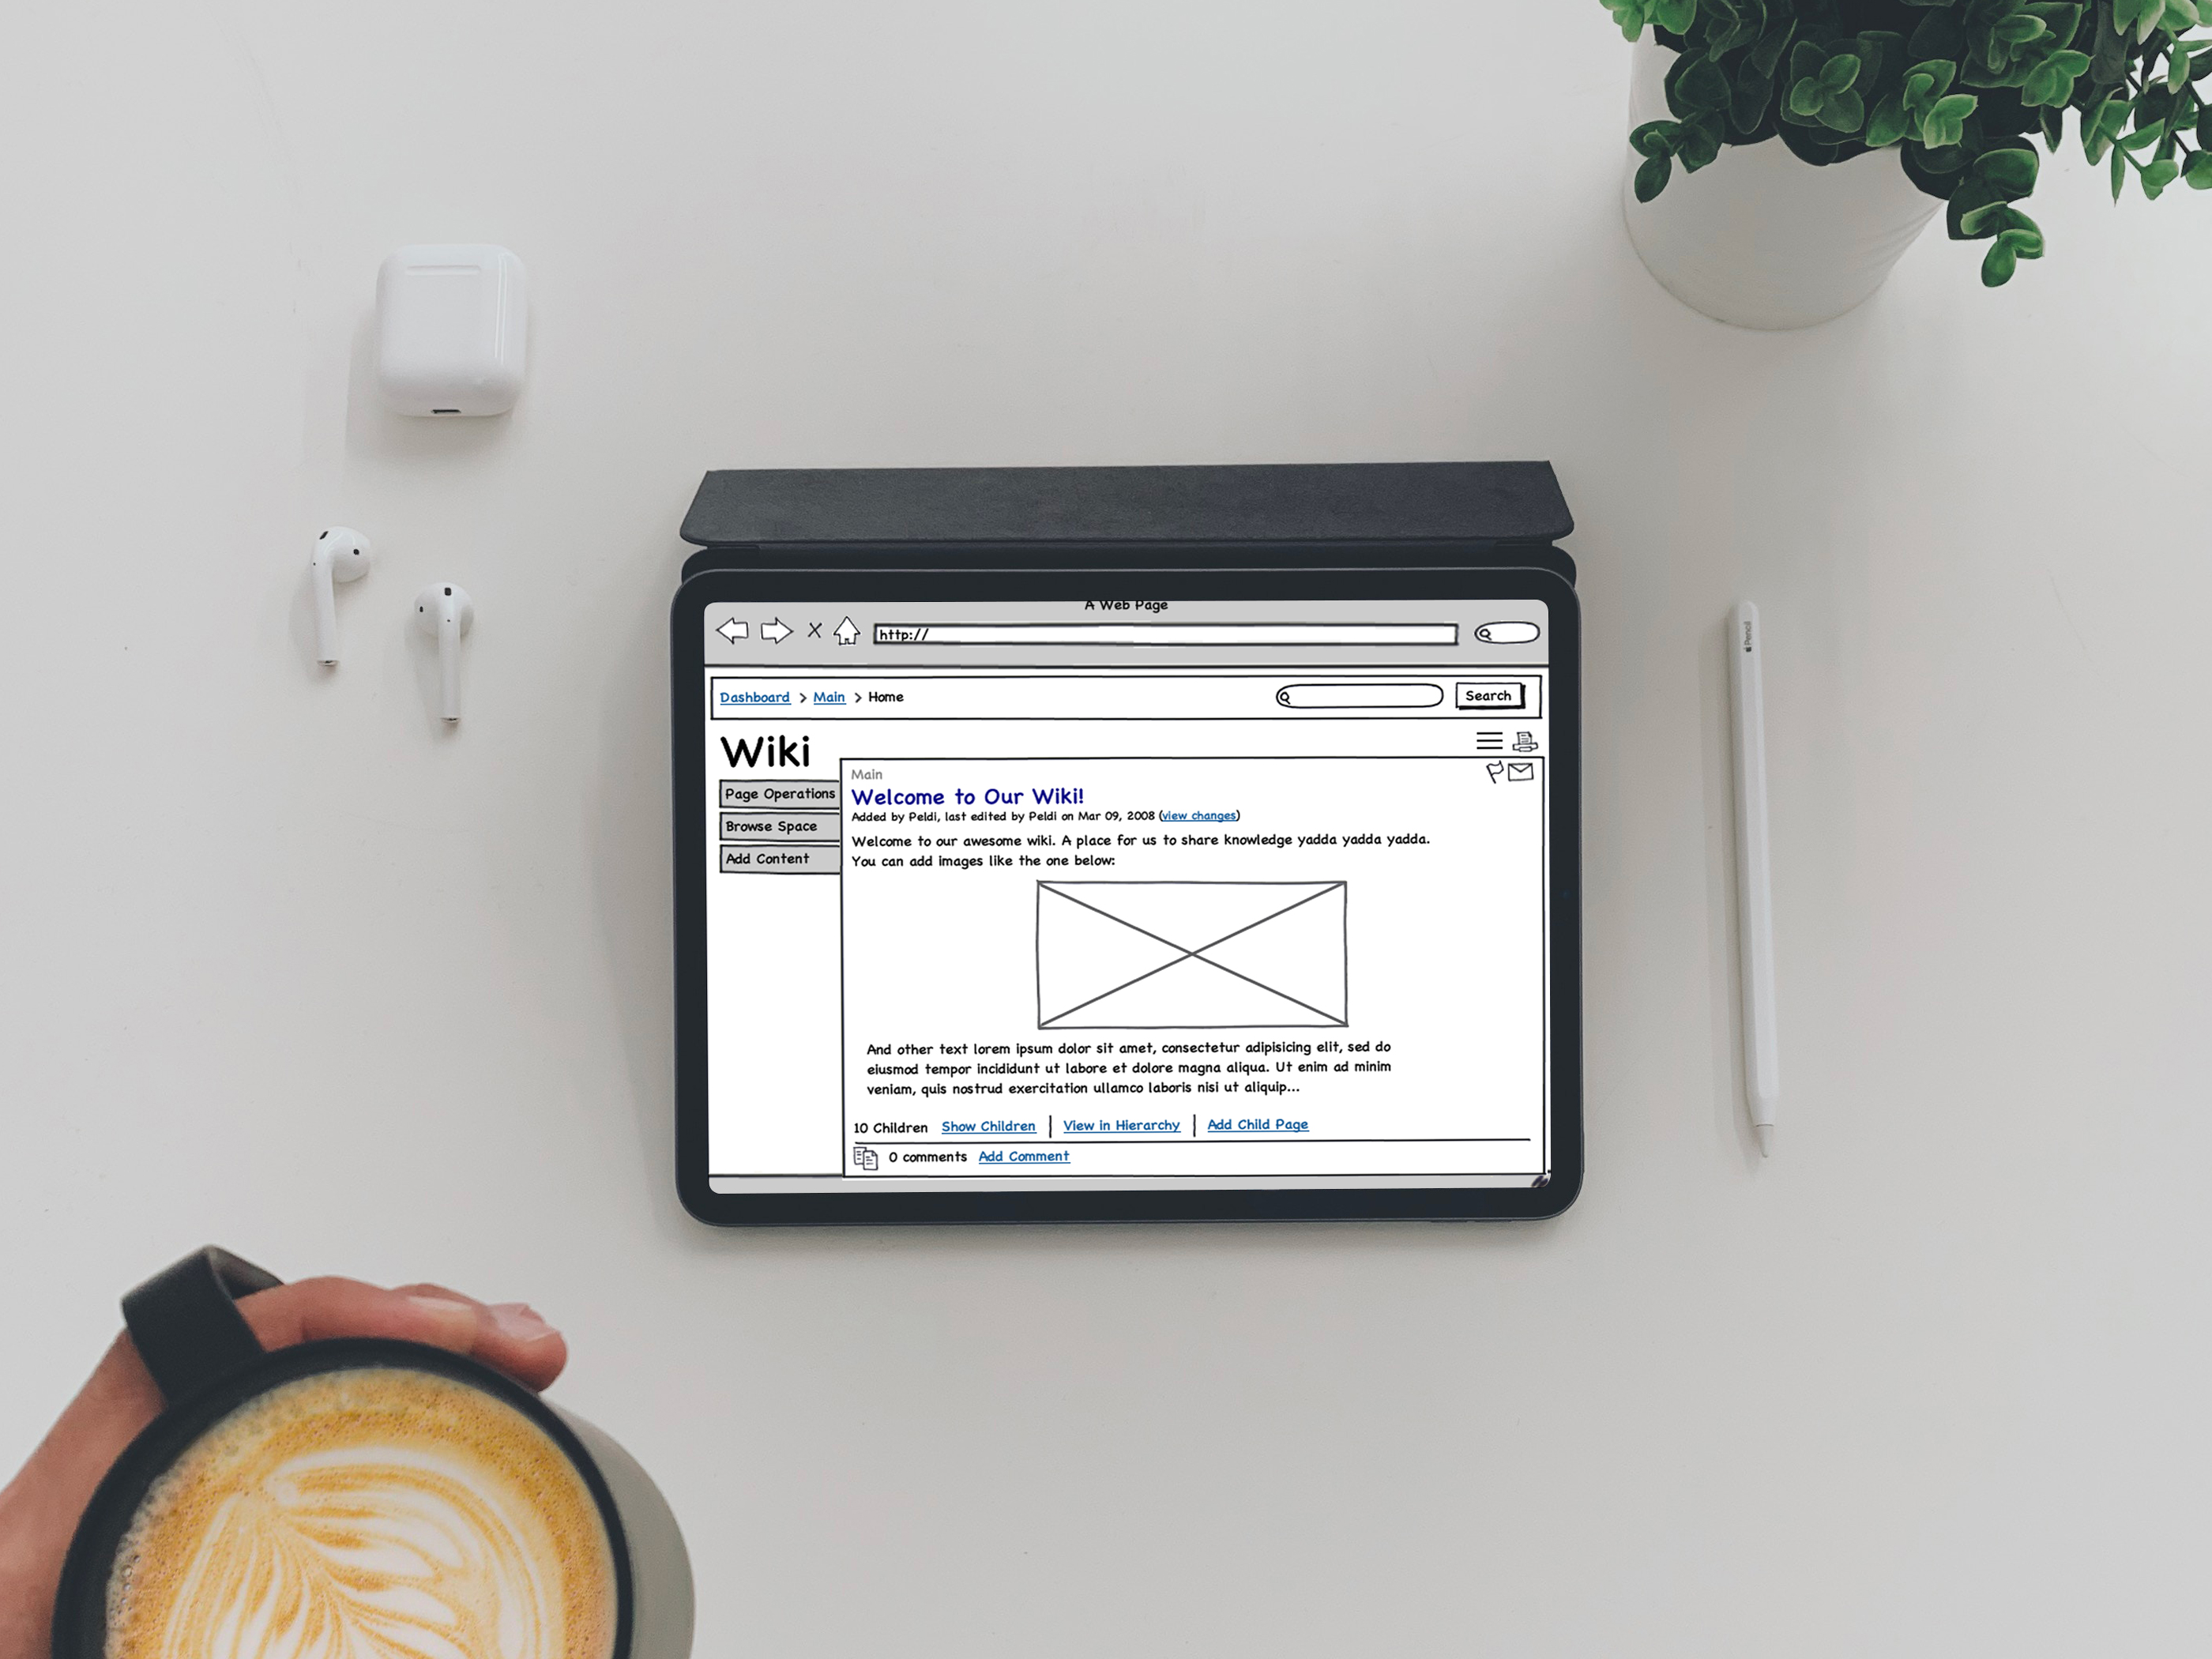 A Web Page
http://
Dashboard > Main > Home
Search
Wiki
Page Operations
Browse Space
Add Content
Main
Welcome to Our Wiki!
Added by Peldi, last edited by Peldi on Mar 09, 2008 (view changes)
Welcome to our awesome wiki. A place for us to share knowledge yadda yadda yadda.
You can add images like the one below:
And other text lorem ipsum dolor sit amet, consectetur adipisicing elit, sed do
eiusmod tempor incididunt ut labore et dolore magna aliqua. Ut enim ad minim
veniam, quis nostrud exercitation ullamco laboris nisi ut aliquip...
10 Children Show Children | View in Hierarchy | Add Child Page
0 comments Add Comment
Pencil